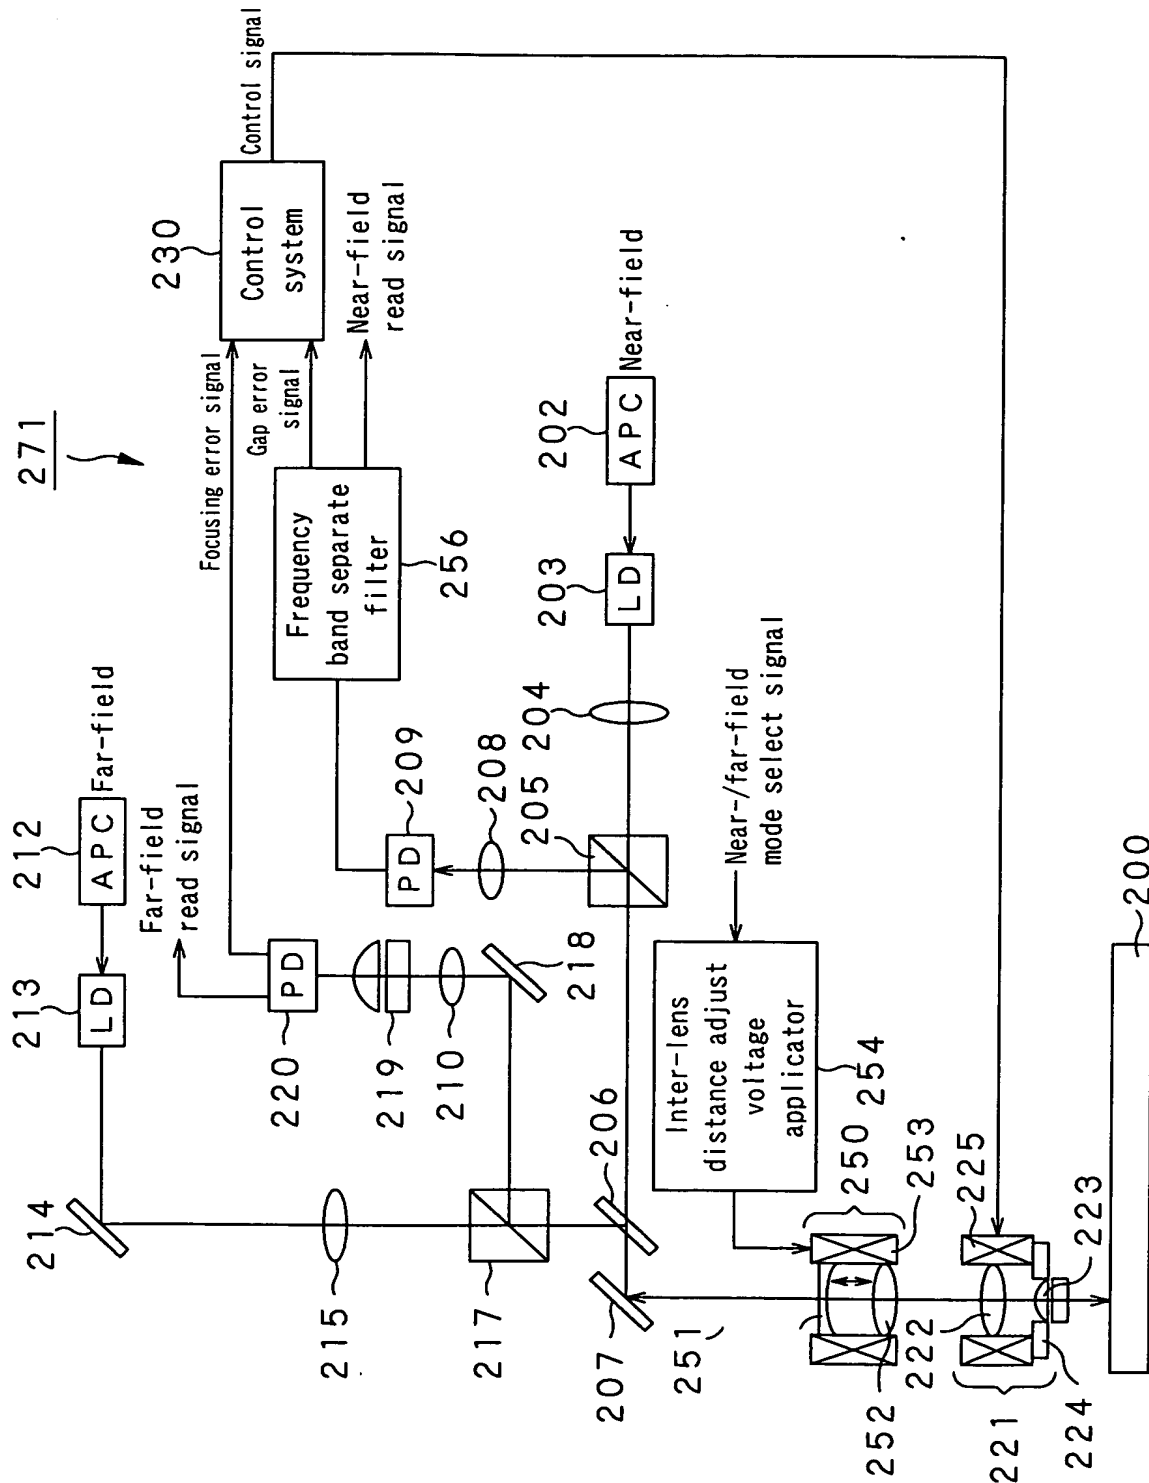 271
230
Control
system
Control signal
Focusing error signal
Gap error
signal
Near-field
read signal
Frequency
band separate
filter
256
212
APC
Far-field
213
LD
Far-field
read signal
214
215
217
220
PD
219
210
218
209
PD
208
205
204
203
LD
202
APC
Near-field
206
207
Near-/far-field
mode select signal
Inter-lens
distance adjust
voltage
applicator
254
250
253
251
252
225
223
222
221
224
200